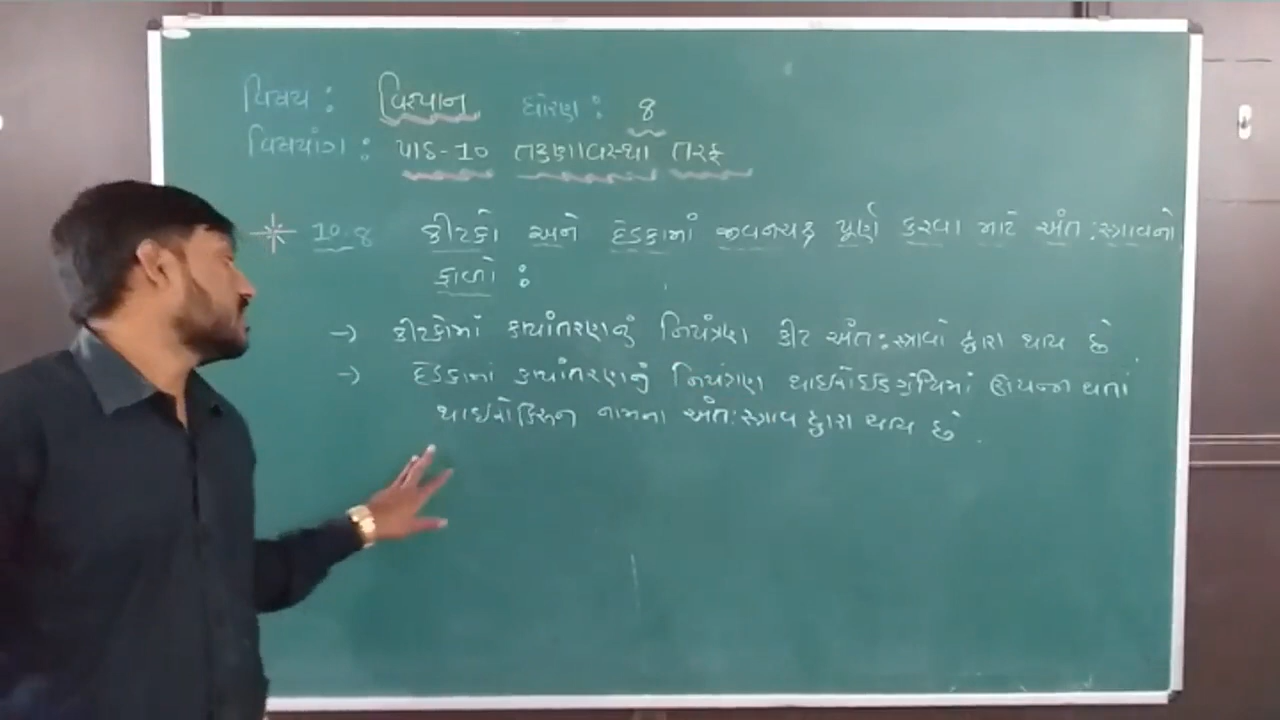 વિષય : વિજ્ઞાન ધોરણ : 8
વિષયાંગ : પાઠ-10 તરુણાવસ્થા તરફ
10.8 કીટકો અને દેડકામાં જીવનચક્ર પૂર્ણ કરવા માટે અંત:સ્ત્રાવનો
ફાળો :
→ કીટકોમાં કાયાંતરણનું નિયંત્રણ કીટ અંત:સ્ત્રાવો દ્વારા થાય છે.
→ દેડકામાં કાયાંતરણનું નિયંત્રણ થાઇરોઇડગ્રંથિમાં ઉત્પન્ન થતાં
થાઇરોક્સિન નામના અંત:સ્ત્રાવ દ્વારા થાય છે.